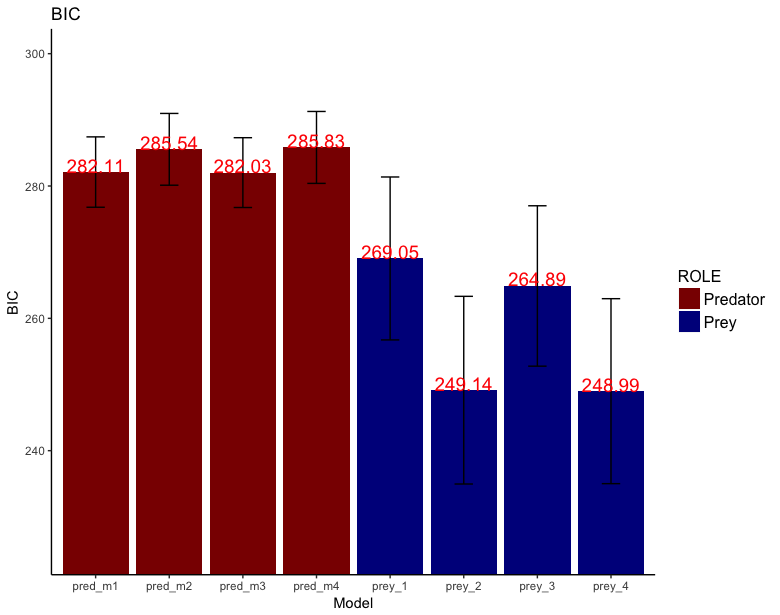 BIC
300
280
260
240
BIC
282.11
285.54
282.03
285.83
269.05
249.14
264.89
248.99
pred_m1
pred_m2
pred_m3
pred_m4
prey_1
prey_2
prey_3
prey_4
Model
ROLE
Predator
Prey